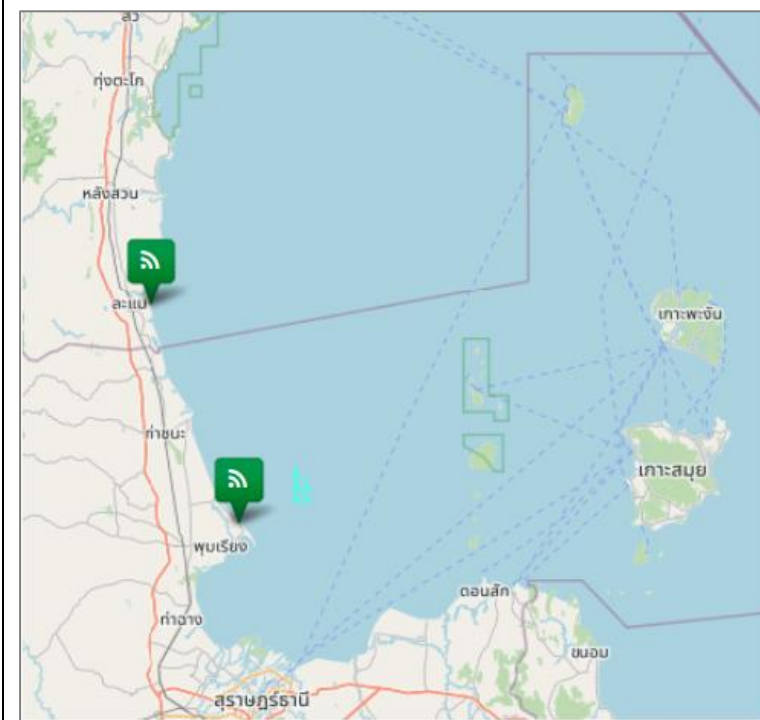 สวี
ทุ่งตะโก
หลังสวน
ละแม
เกาะพะงัน
ท่าชนะ
เกาะสมุย
พุมเรียง
ดอนสัก
ท่าฉาง
ขนอม
สุราษฎร์ธานี